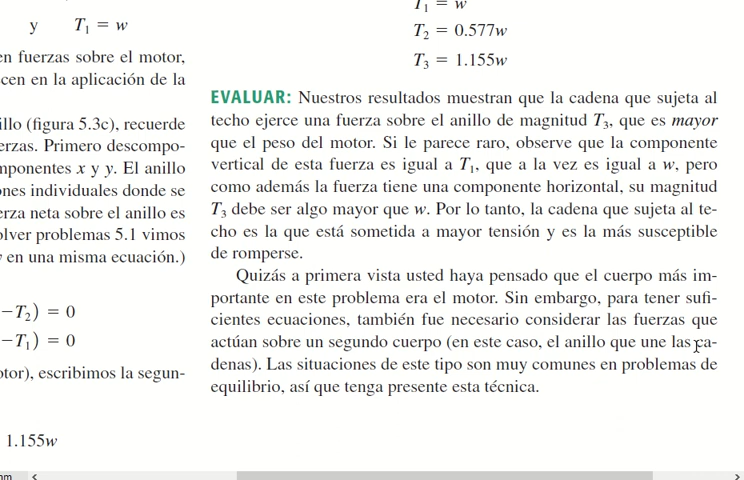 y T₁ = w
en fuerzas sobre el motor,
cen en la aplicación de la
illo (figura 5.3c), recuerde
erzas. Primero descompo-
mponentes x y y. El anillo
ones individuales donde se
erza neta sobre el anillo es
olver problemas 5.1 vimos
en una misma ecuación.)
−T₂) = 0
−T₁) = 0
otor), escribimos la segun-
1.155w
T₁ = w
T₂ = 0.577w
T₃ = 1.155w
EVALUAR: Nuestros resultados muestran que la cadena que sujeta al
techo ejerce una fuerza sobre el anillo de magnitud T₃, que es mayor
que el peso del motor. Si le parece raro, observe que la componente
vertical de esta fuerza es igual a T₁, que a la vez es igual a w, pero
como además la fuerza tiene una componente horizontal, su magnitud
T₃ debe ser algo mayor que w. Por lo tanto, la cadena que sujeta al te-
cho es la que está sometida a mayor tensión y es la más susceptible
de romperse.
Quizás a primera vista usted haya pensado que el cuerpo más im-
portante en este problema era el motor. Sin embargo, para tener sufi-
cientes ecuaciones, también fue necesario considerar las fuerzas que
actúan sobre un segundo cuerpo (en este caso, el anillo que une las ca-
denas). Las situaciones de este tipo son muy comunes en problemas de
equilibrio, así que tenga presente esta técnica.